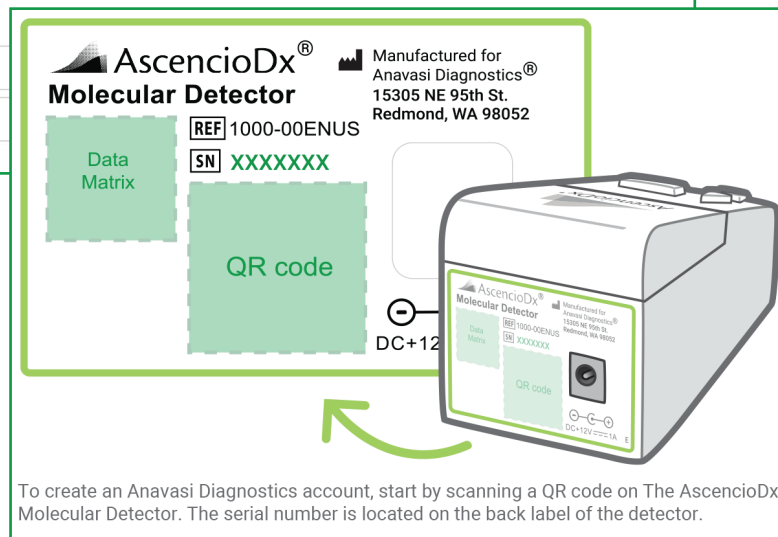 AscencioDx®
Molecular Detector
Manufactured for
Anavasi Diagnostics®
15305 NE 95th St.
Redmond, WA 98052
REF 1000-00ENUS
SN XXXXXXX
Data
Matrix
QR code
DC+12
AscencioDx
AscencioDx®
Molecular Detector
Manufactured for
Anavasi Diagnostics®
15305 NE 95th St.
Redmond, WA 98052
REF 1000-00ENUS
SN XXXXXXX
Data
Matrix
QR code
DC+12V 1A E
To create an Anavasi Diagnostics account, start by scanning a QR code on The AscencioDx
Molecular Detector. The serial number is located on the back label of the detector.